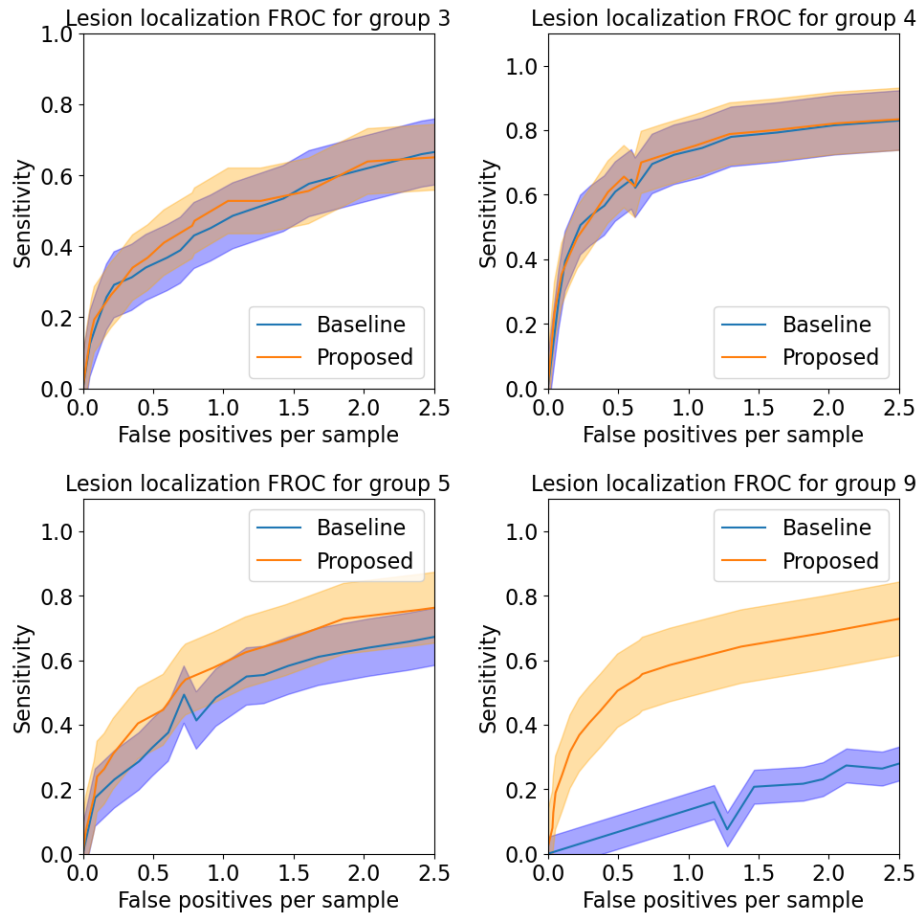 Lesion localization FROC for group 3
1.0
0.8
0.6
0.4
0.2
0.0
Sensitivity
Baseline
Proposed
0.0 0.5 1.0 1.5 2.0 2.5
False positives per sample
Lesion localization FROC for group 4
1.0
0.8
0.6
0.4
0.2
0.0
Sensitivity
Baseline
Proposed
0.0 0.5 1.0 1.5 2.0 2.5
False positives per sample
Lesion localization FROC for group 5
1.0
0.8
0.6
0.4
0.2
0.0
Sensitivity
Baseline
Proposed
0.0 0.5 1.0 1.5 2.0 2.5
False positives per sample
Lesion localization FROC for group 9
1.0
0.8
0.6
0.4
0.2
0.0
Sensitivity
Baseline
Proposed
0.0 0.5 1.0 1.5 2.0 2.5
False positives per sample